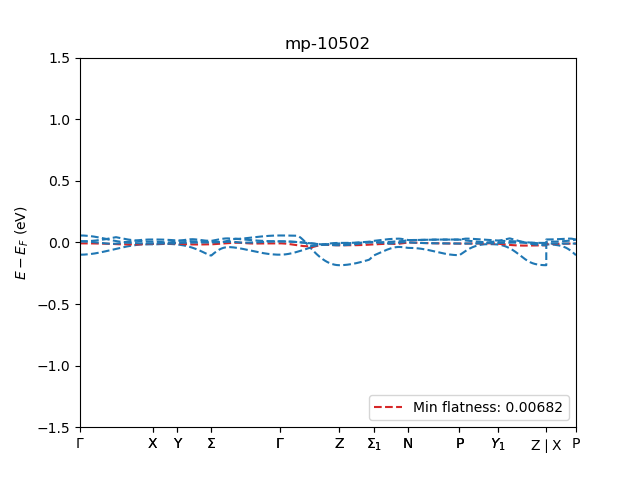 mp-10502
1.5
1.0
0.5
0.0
−0.5
−1.0
−1.5
E − E_F (eV)
Min flatness: 0.00682
Γ X Y Σ Γ Z Σ₁ N P Y₁ Z | X P